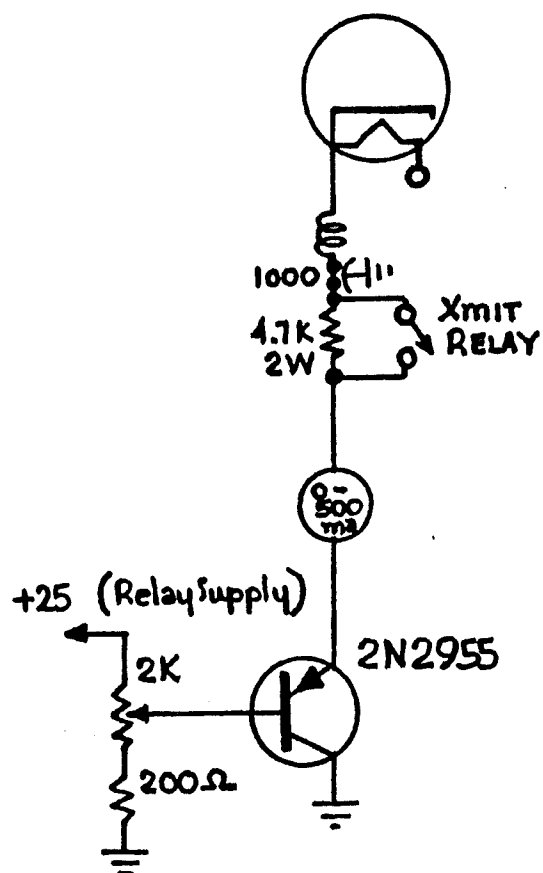 1000
4.7K
2W
Xmit
RELAY
0-
500
ma
+25 (Relay Supply)
2N2955
2K
200Ω